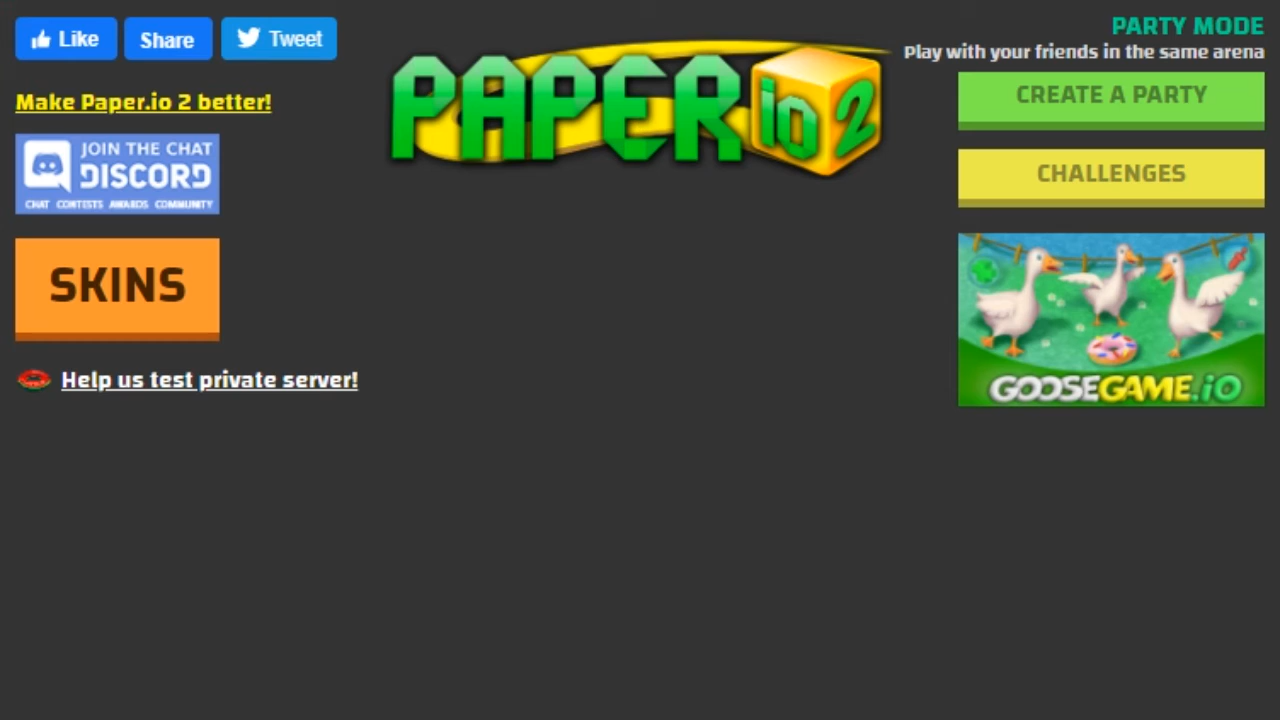 Like
Share
Tweet
Make Paper.io 2 better!
JOIN THE CHAT
DISCORD
CHAT CONTESTS AWARDS COMMUNITY
SKINS
Help us test private server!
PAPER io 2
PARTY MODE
Play with your friends in the same arena
CREATE A PARTY
CHALLENGES
GOOSEGAME.iO